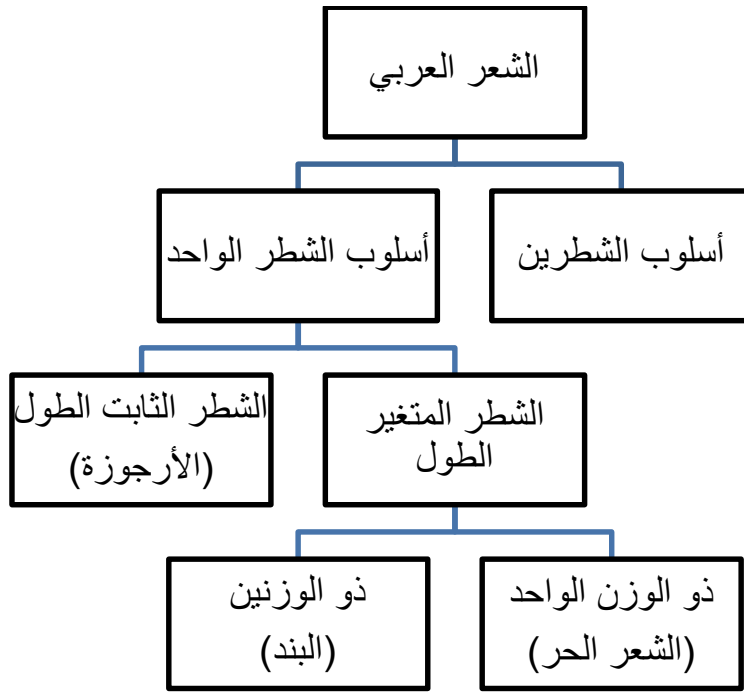 الشعر العربي
أسلوب الشطرين
أسلوب الشطر الواحد
الشطر المتغير
الطول
الشطر الثابت الطول
(الأرجوزة)
ذو الوزن الواحد
(الشعر الحر)
ذو الوزنين
(البند)